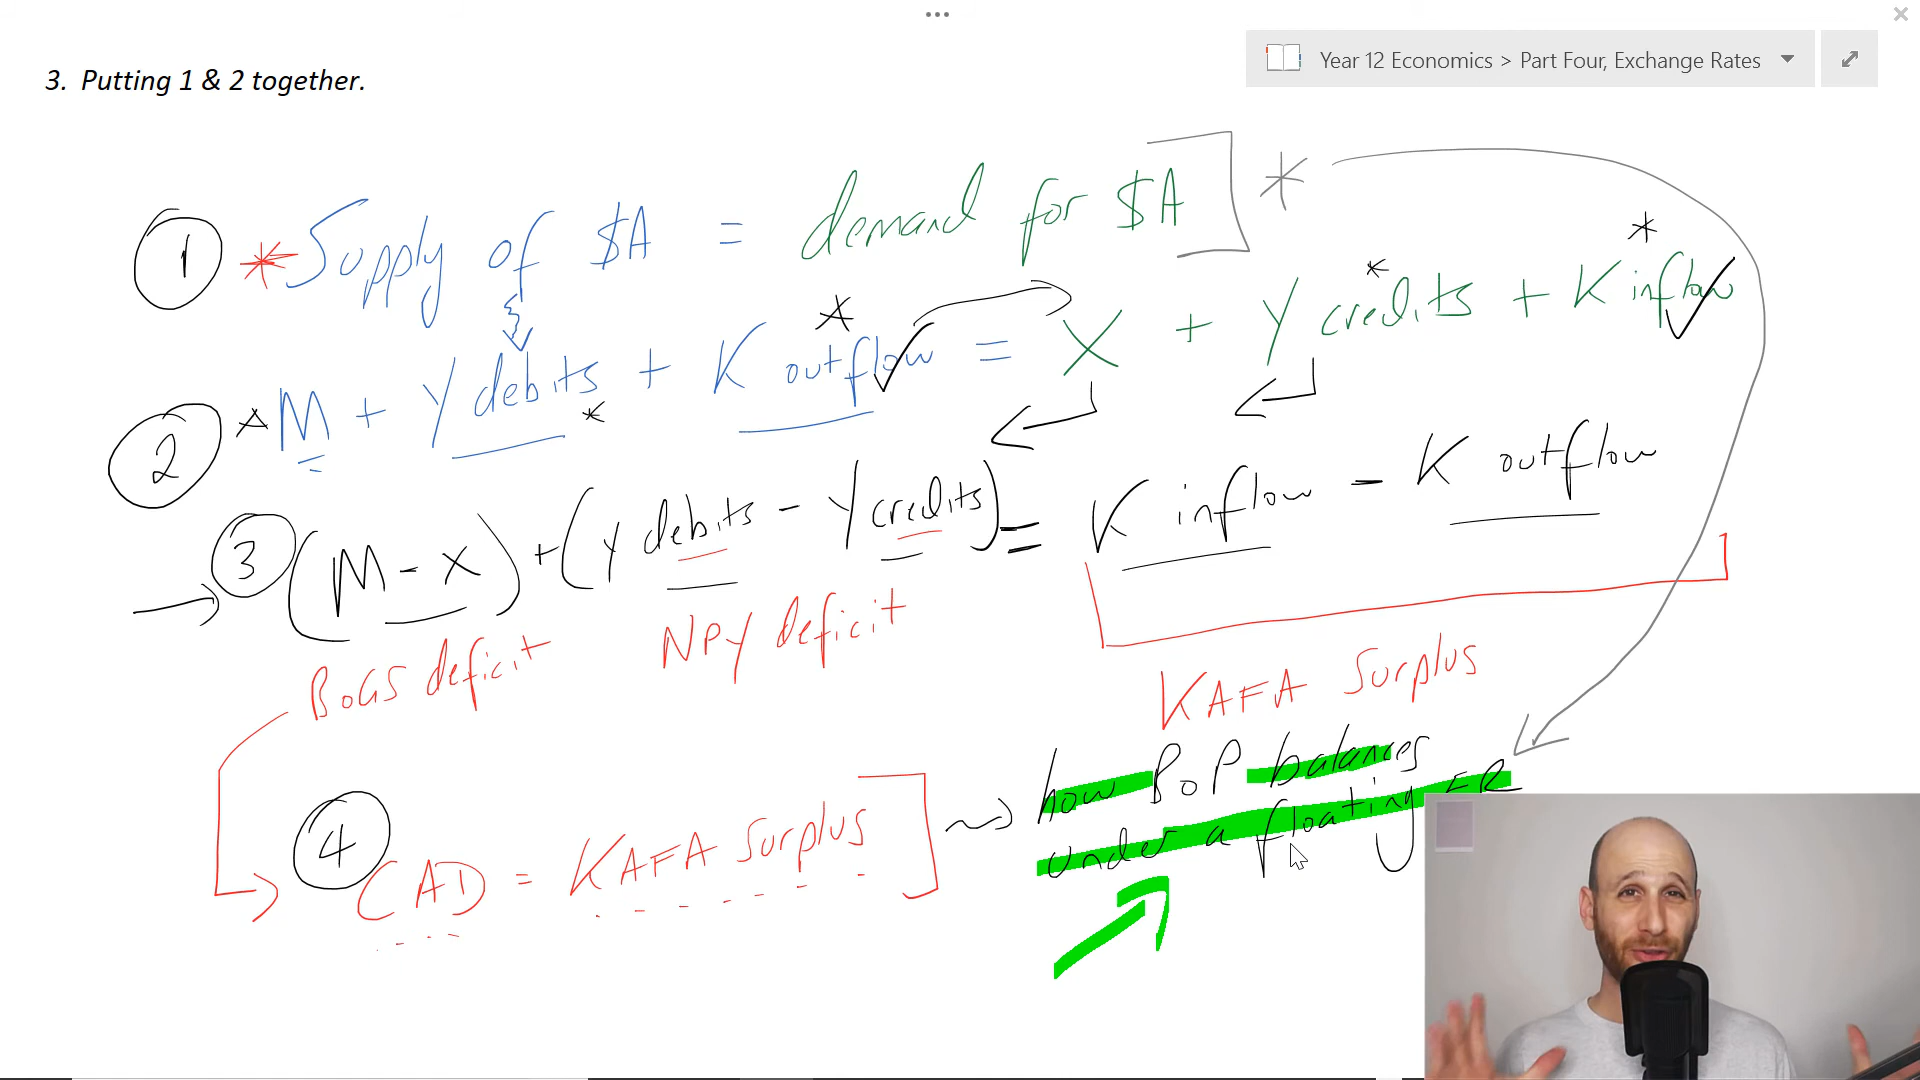 Year 12 Economics > Part Four, Exchange Rates
3. Putting 1 & 2 together.
1 * Supply of $A = demand for $A *
2 M + Y debits + K outflow = X + Y credits + K inflow
3 (M - X) + (Y debits - Y credits) = K inflow - K outflow
BoGS deficit NPY deficit KAFA Surplus
4 CAD = KAFA Surplus
how BoP balances
under a floating ER